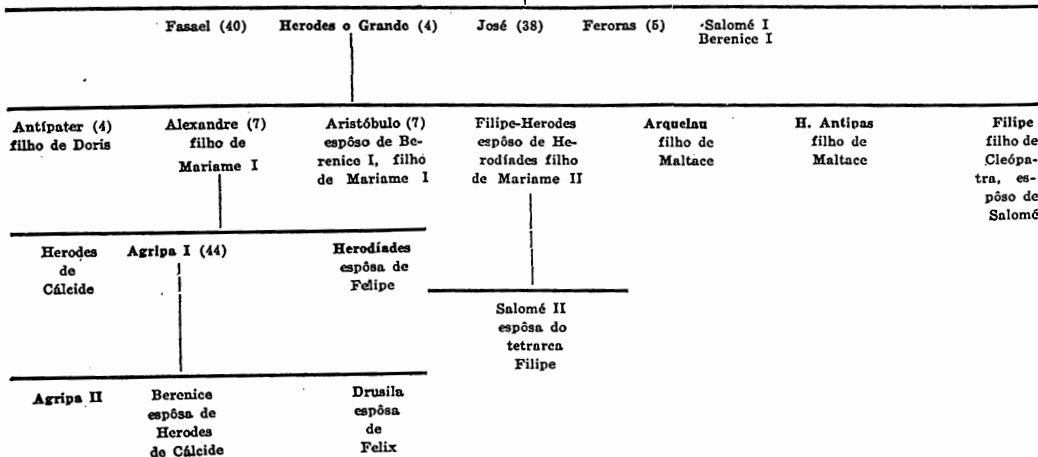 Fasael (40) Herodes o Grande (4) José (38) Feroras (5) Salomé I
Berenice I
Antípater (4)
filho de Doris
Alexandre (7)
filho de
Mariame I
Aristóbulo (7)
espôso de Be-
renice I, filho
de Mariame I
Filipe-Herodes
espôso de He-
rodíades filho
de Mariame II
Arquelau
filho de
Maltace
H. Antipas
filho de
Maltace
Filipe
filho de
Cleópa-
tra, es-
pôso de
Salomé
Herodes
de
Cálcide
Agripa I (44)
Herodíades
espôsa de
Felipe
Salomé II
espôsa do
tetrarca
Filipe
Agripa II
Berenice
espôsa de
Herodes
de Cálcide
Drusila
espôsa
de
Felix